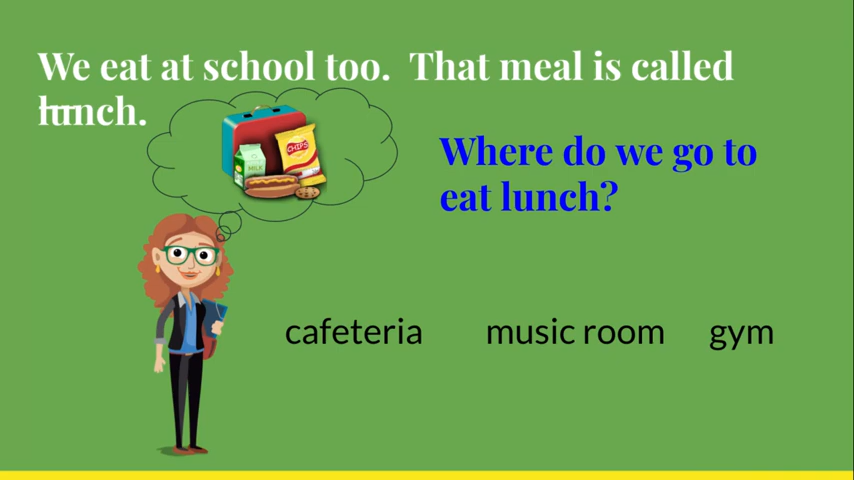 We eat at school too. That meal is called
lunch.
CHIPS
MILK
Where do we go to
eat lunch?
cafeteria music room gym